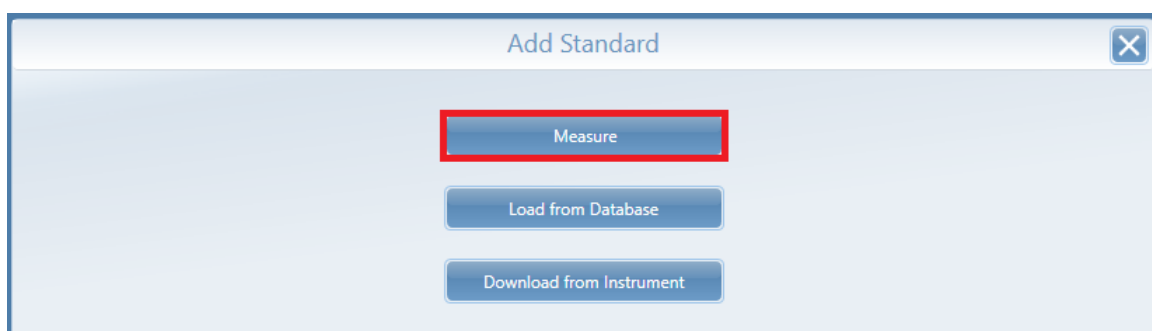 Add Standard
Measure
Load from Database
Download from Instrument